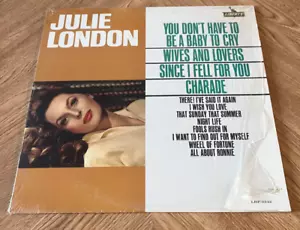 JULIE
LONDON
LIBERTY
YOU DON'T HAVE TO
BE A BABY TO CRY
WIVES AND LOVERS
SINCE I FELL FOR YOU
CHARADE
THERE! I'VE SAID IT AGAIN
I WISH YOU LOVE
THAT SUNDAY THAT SUMMER
NIGHT LIFE
FOOLS RUSH IN
I WANT TO FIND OUT FOR MYSELF
WHEEL OF FORTUNE
ALL ABOUT RONNIE